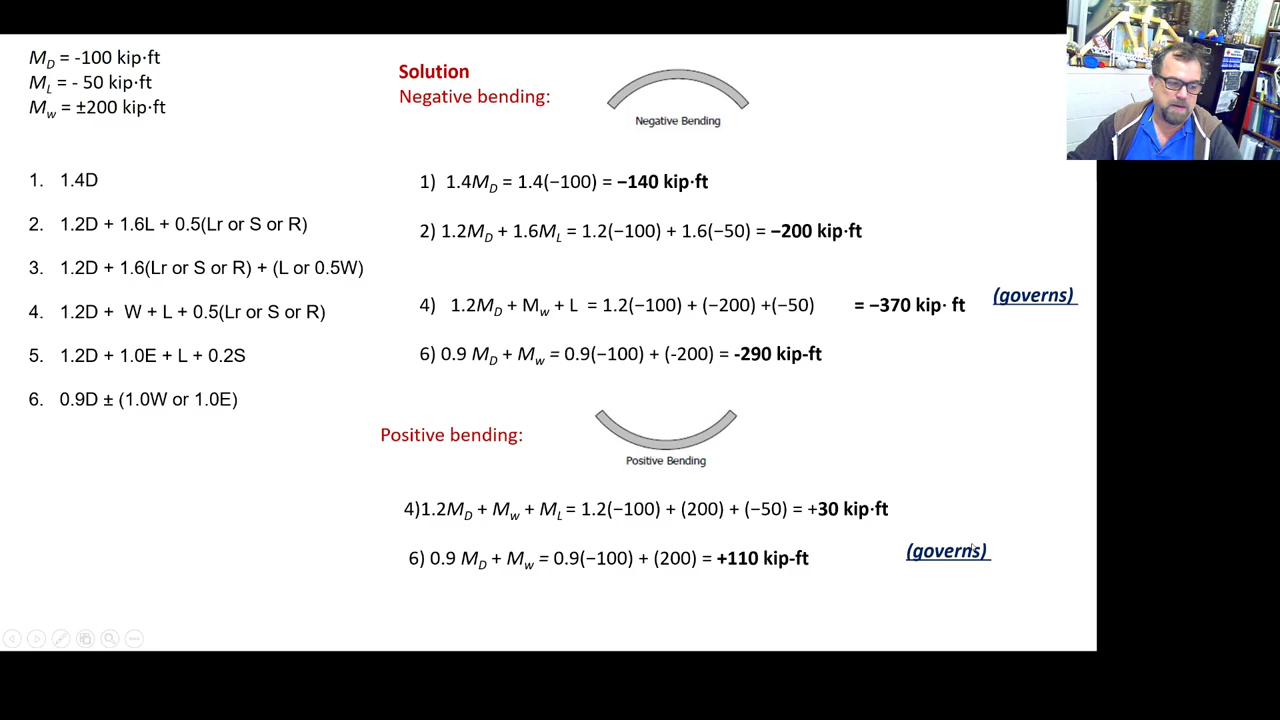 M_D = -100 kip·ft
M_L = - 50 kip·ft
M_w = ±200 kip·ft
1. 1.4D
2. 1.2D + 1.6L + 0.5(Lr or S or R)
3. 1.2D + 1.6(Lr or S or R) + (L or 0.5W)
4. 1.2D + W + L + 0.5(Lr or S or R)
5. 1.2D + 1.0E + L + 0.2S
6. 0.9D ± (1.0W or 1.0E)
Solution
Negative bending:
Negative Bending
1) 1.4M_D = 1.4(−100) = −140 kip·ft
2) 1.2M_D + 1.6M_L = 1.2(−100) + 1.6(−50) = −200 kip·ft
4) 1.2M_D + M_w + L = 1.2(−100) + (−200) +(−50) = −370 kip· ft (governs)
6) 0.9 M_D + M_w = 0.9(−100) + (-200) = -290 kip-ft
Positive bending:
Positive Bending
4)1.2M_D + M_w + M_L = 1.2(−100) + (200) + (−50) = +30 kip·ft
6) 0.9 M_D + M_w = 0.9(−100) + (200) = +110 kip-ft (governs)